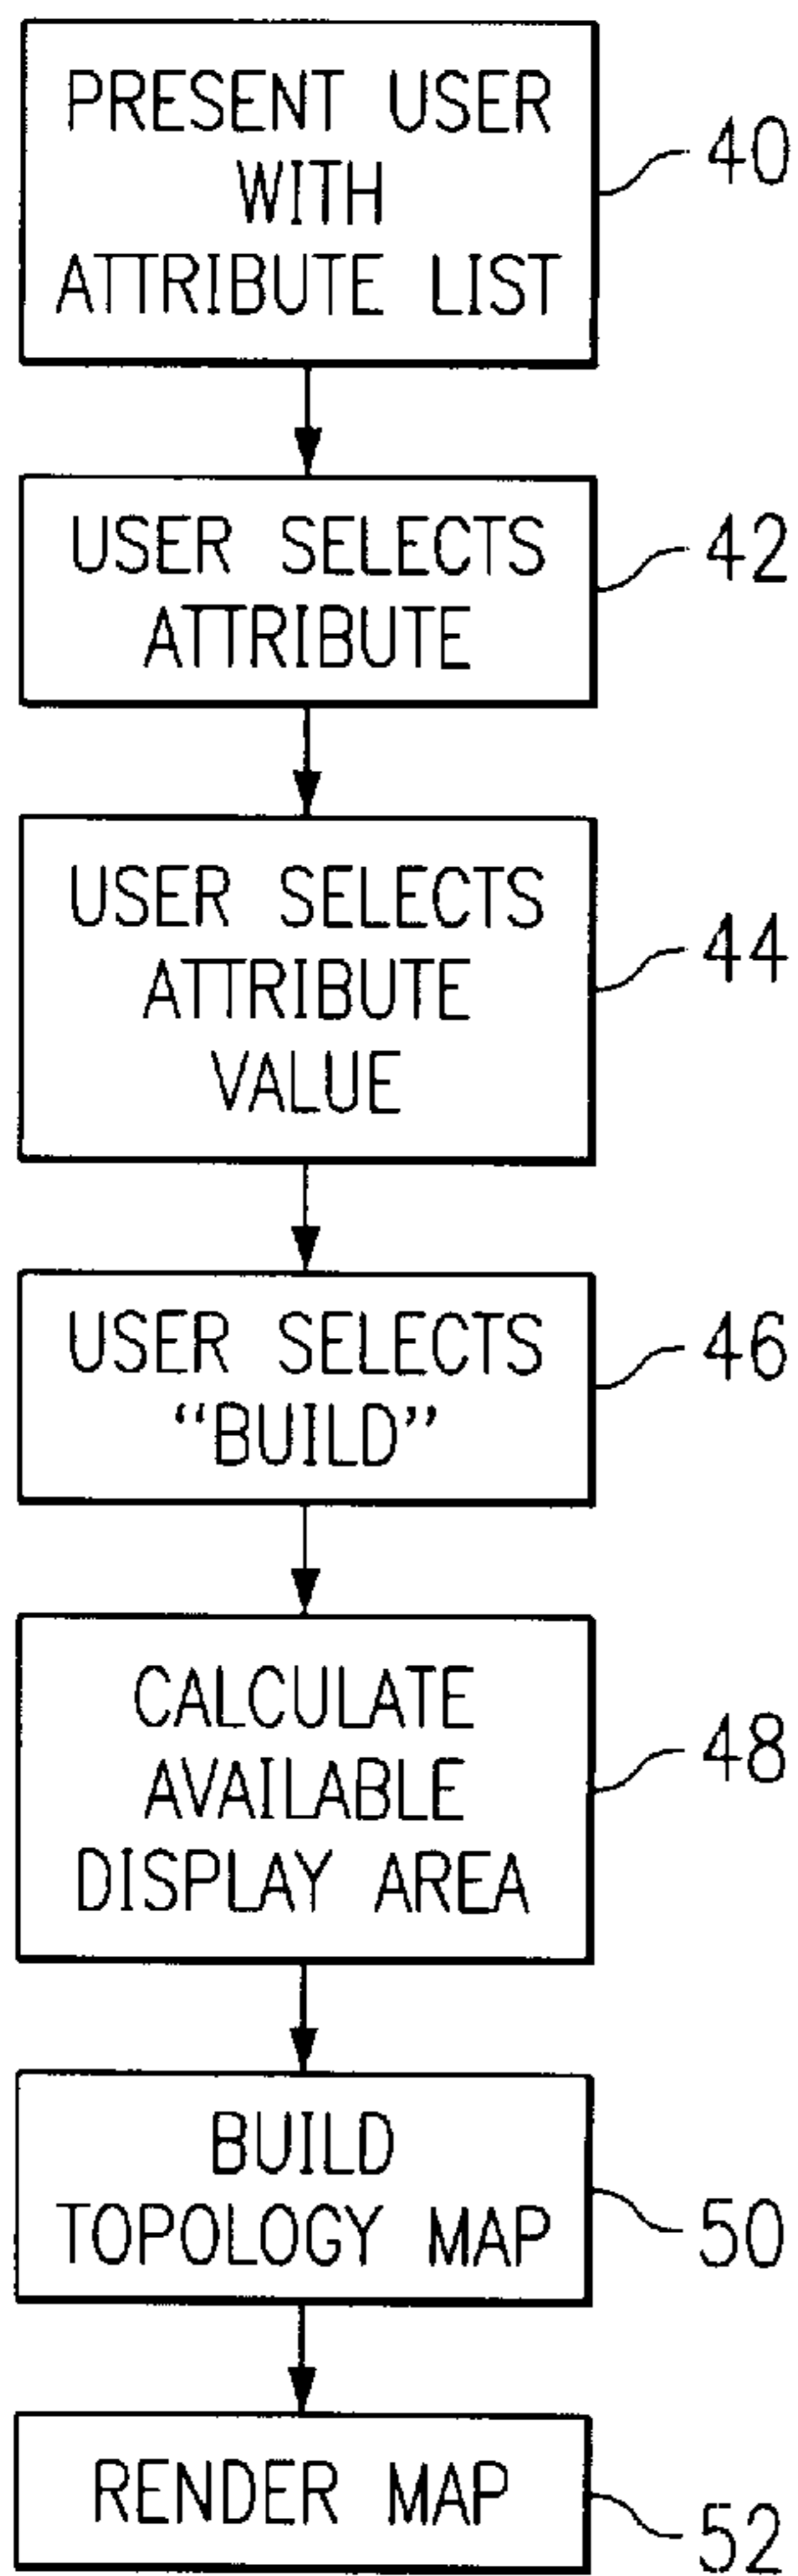 PRESENT USER
WITH
ATTRIBUTE LIST
40
USER SELECTS
ATTRIBUTE
42
USER SELECTS
ATTRIBUTE
VALUE
44
USER SELECTS
“BUILD”
46
CALCULATE
AVAILABLE
DISPLAY AREA
48
BUILD
TOPOLOGY MAP
50
RENDER MAP
52